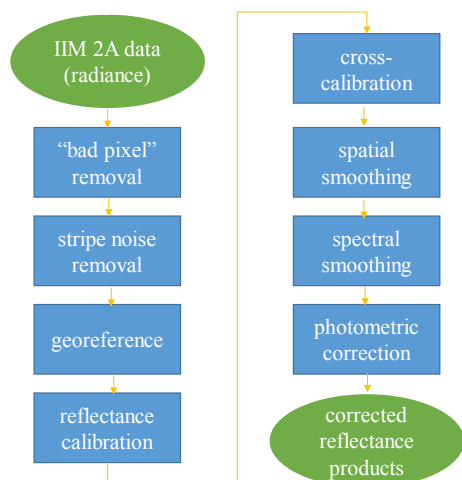 IIM 2A data
(radiance)
“bad pixel”
removal
stripe noise
removal
georeference
reflectance
calibration
cross-
calibration
spatial
smoothing
spectral
smoothing
photometric
correction
corrected
reflectance
products